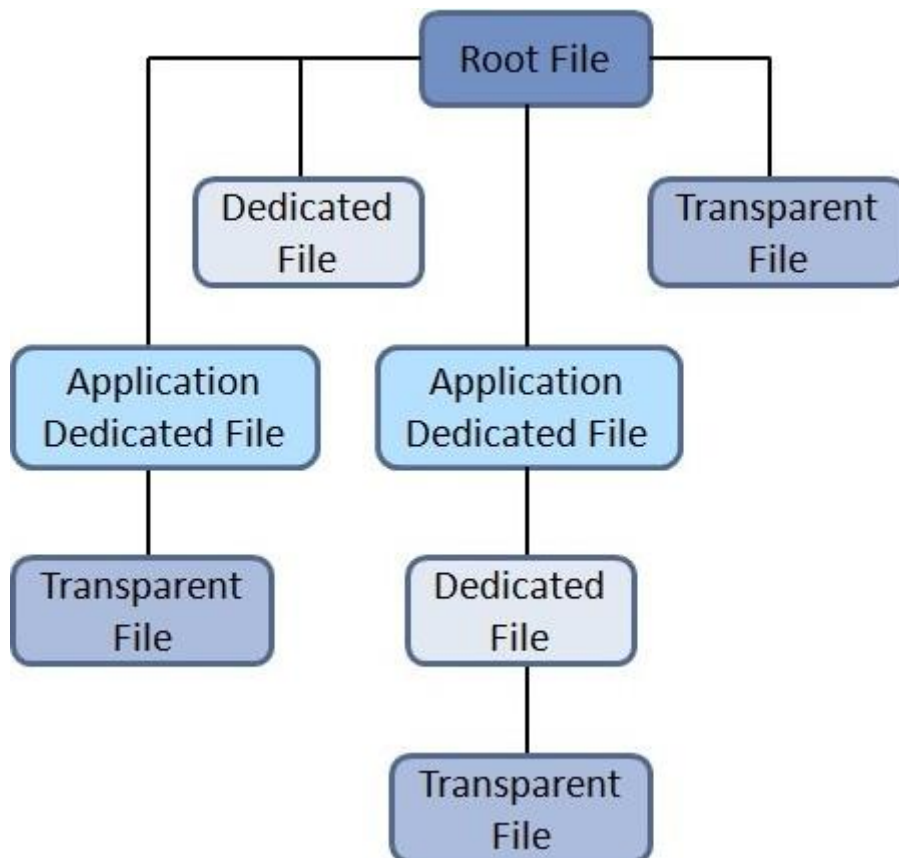 Root File
Dedicated
File
Transparent
File
Application
Dedicated File
Application
Dedicated File
Transparent
File
Dedicated
File
Transparent
File